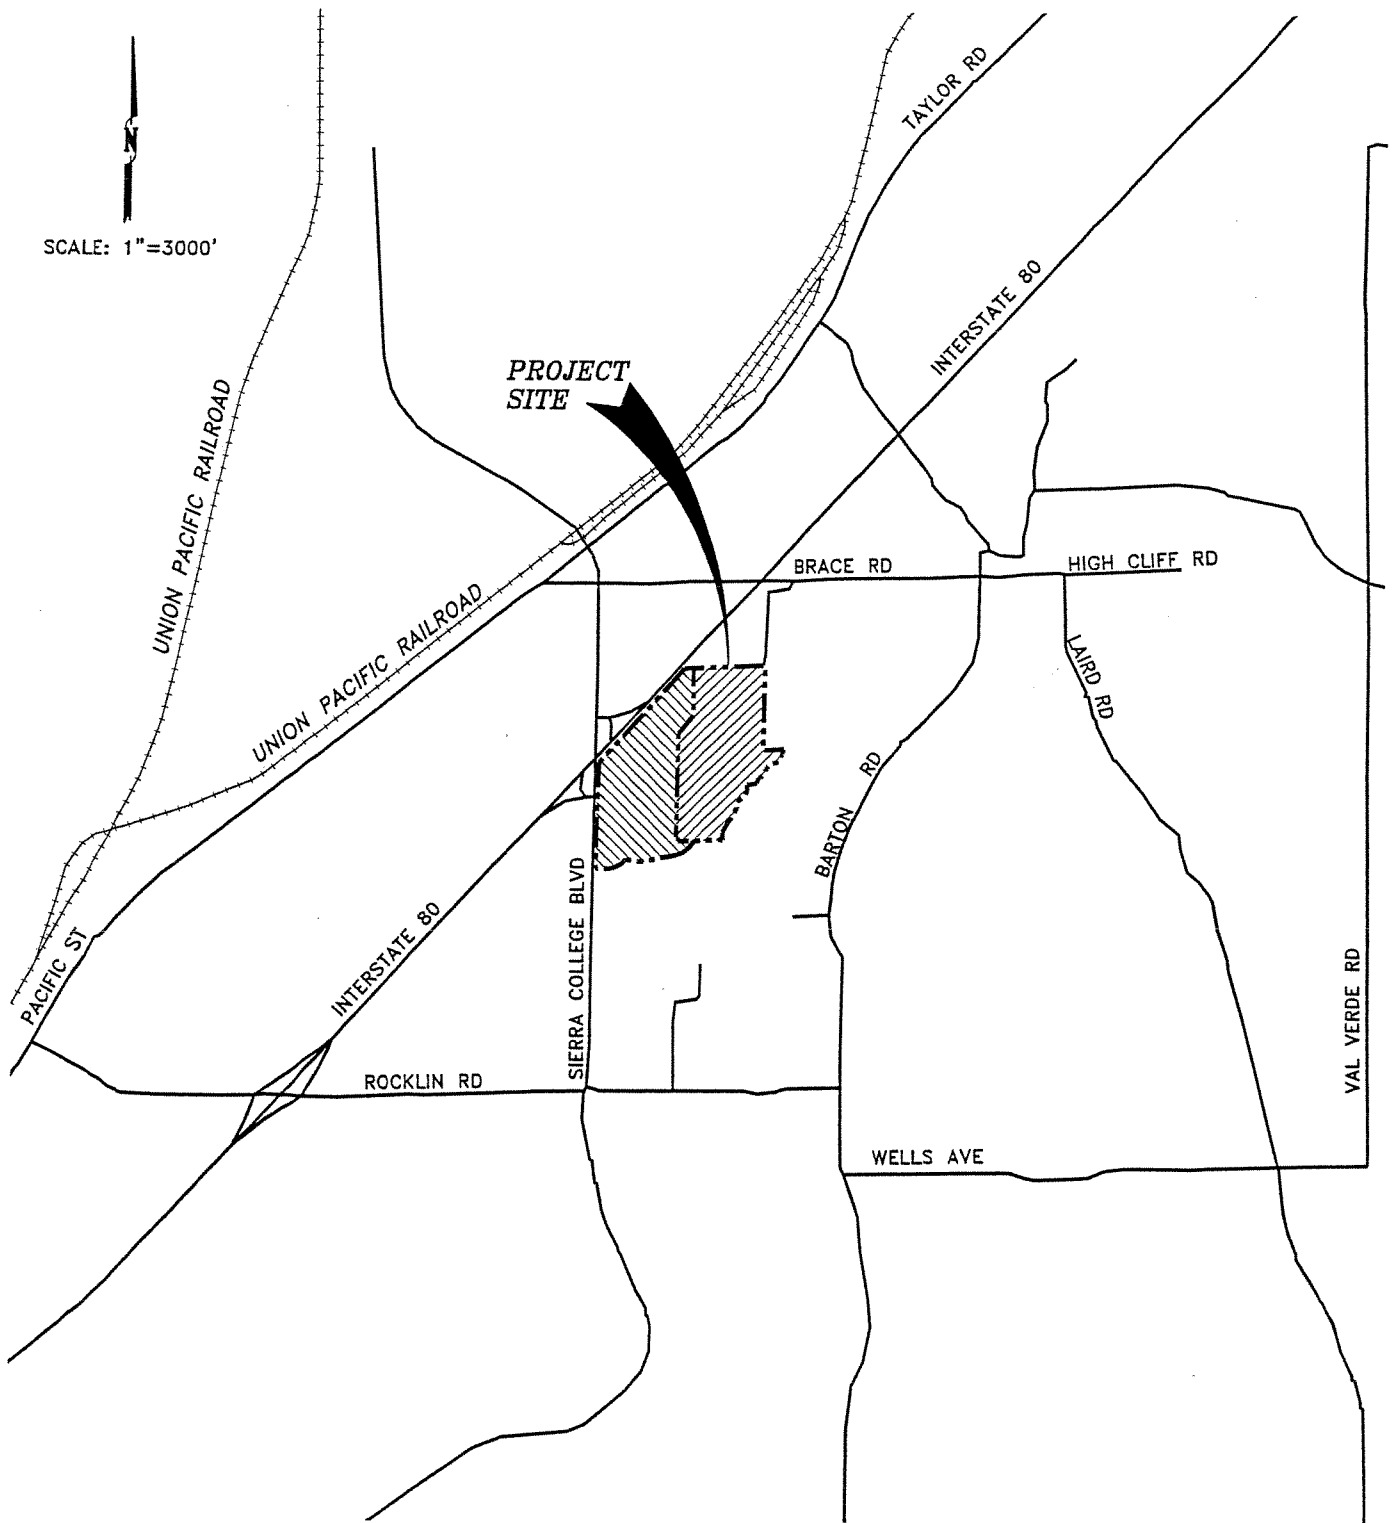 TAYLOR RD
N
SCALE: 1"=3000'
INTERSTATE 80
PROJECT
SITE
UNION PACIFIC RAILROAD
BRACE RD
HIGH CLIFF RD
UNION PACIFIC RAILROAD
LAIRD RD
BARTON RD
SIERRA COLLEGE BLVD
INTERSTATE 80
PACIFIC ST
VAL VERDE RD
ROCKLIN RD
WELLS AVE